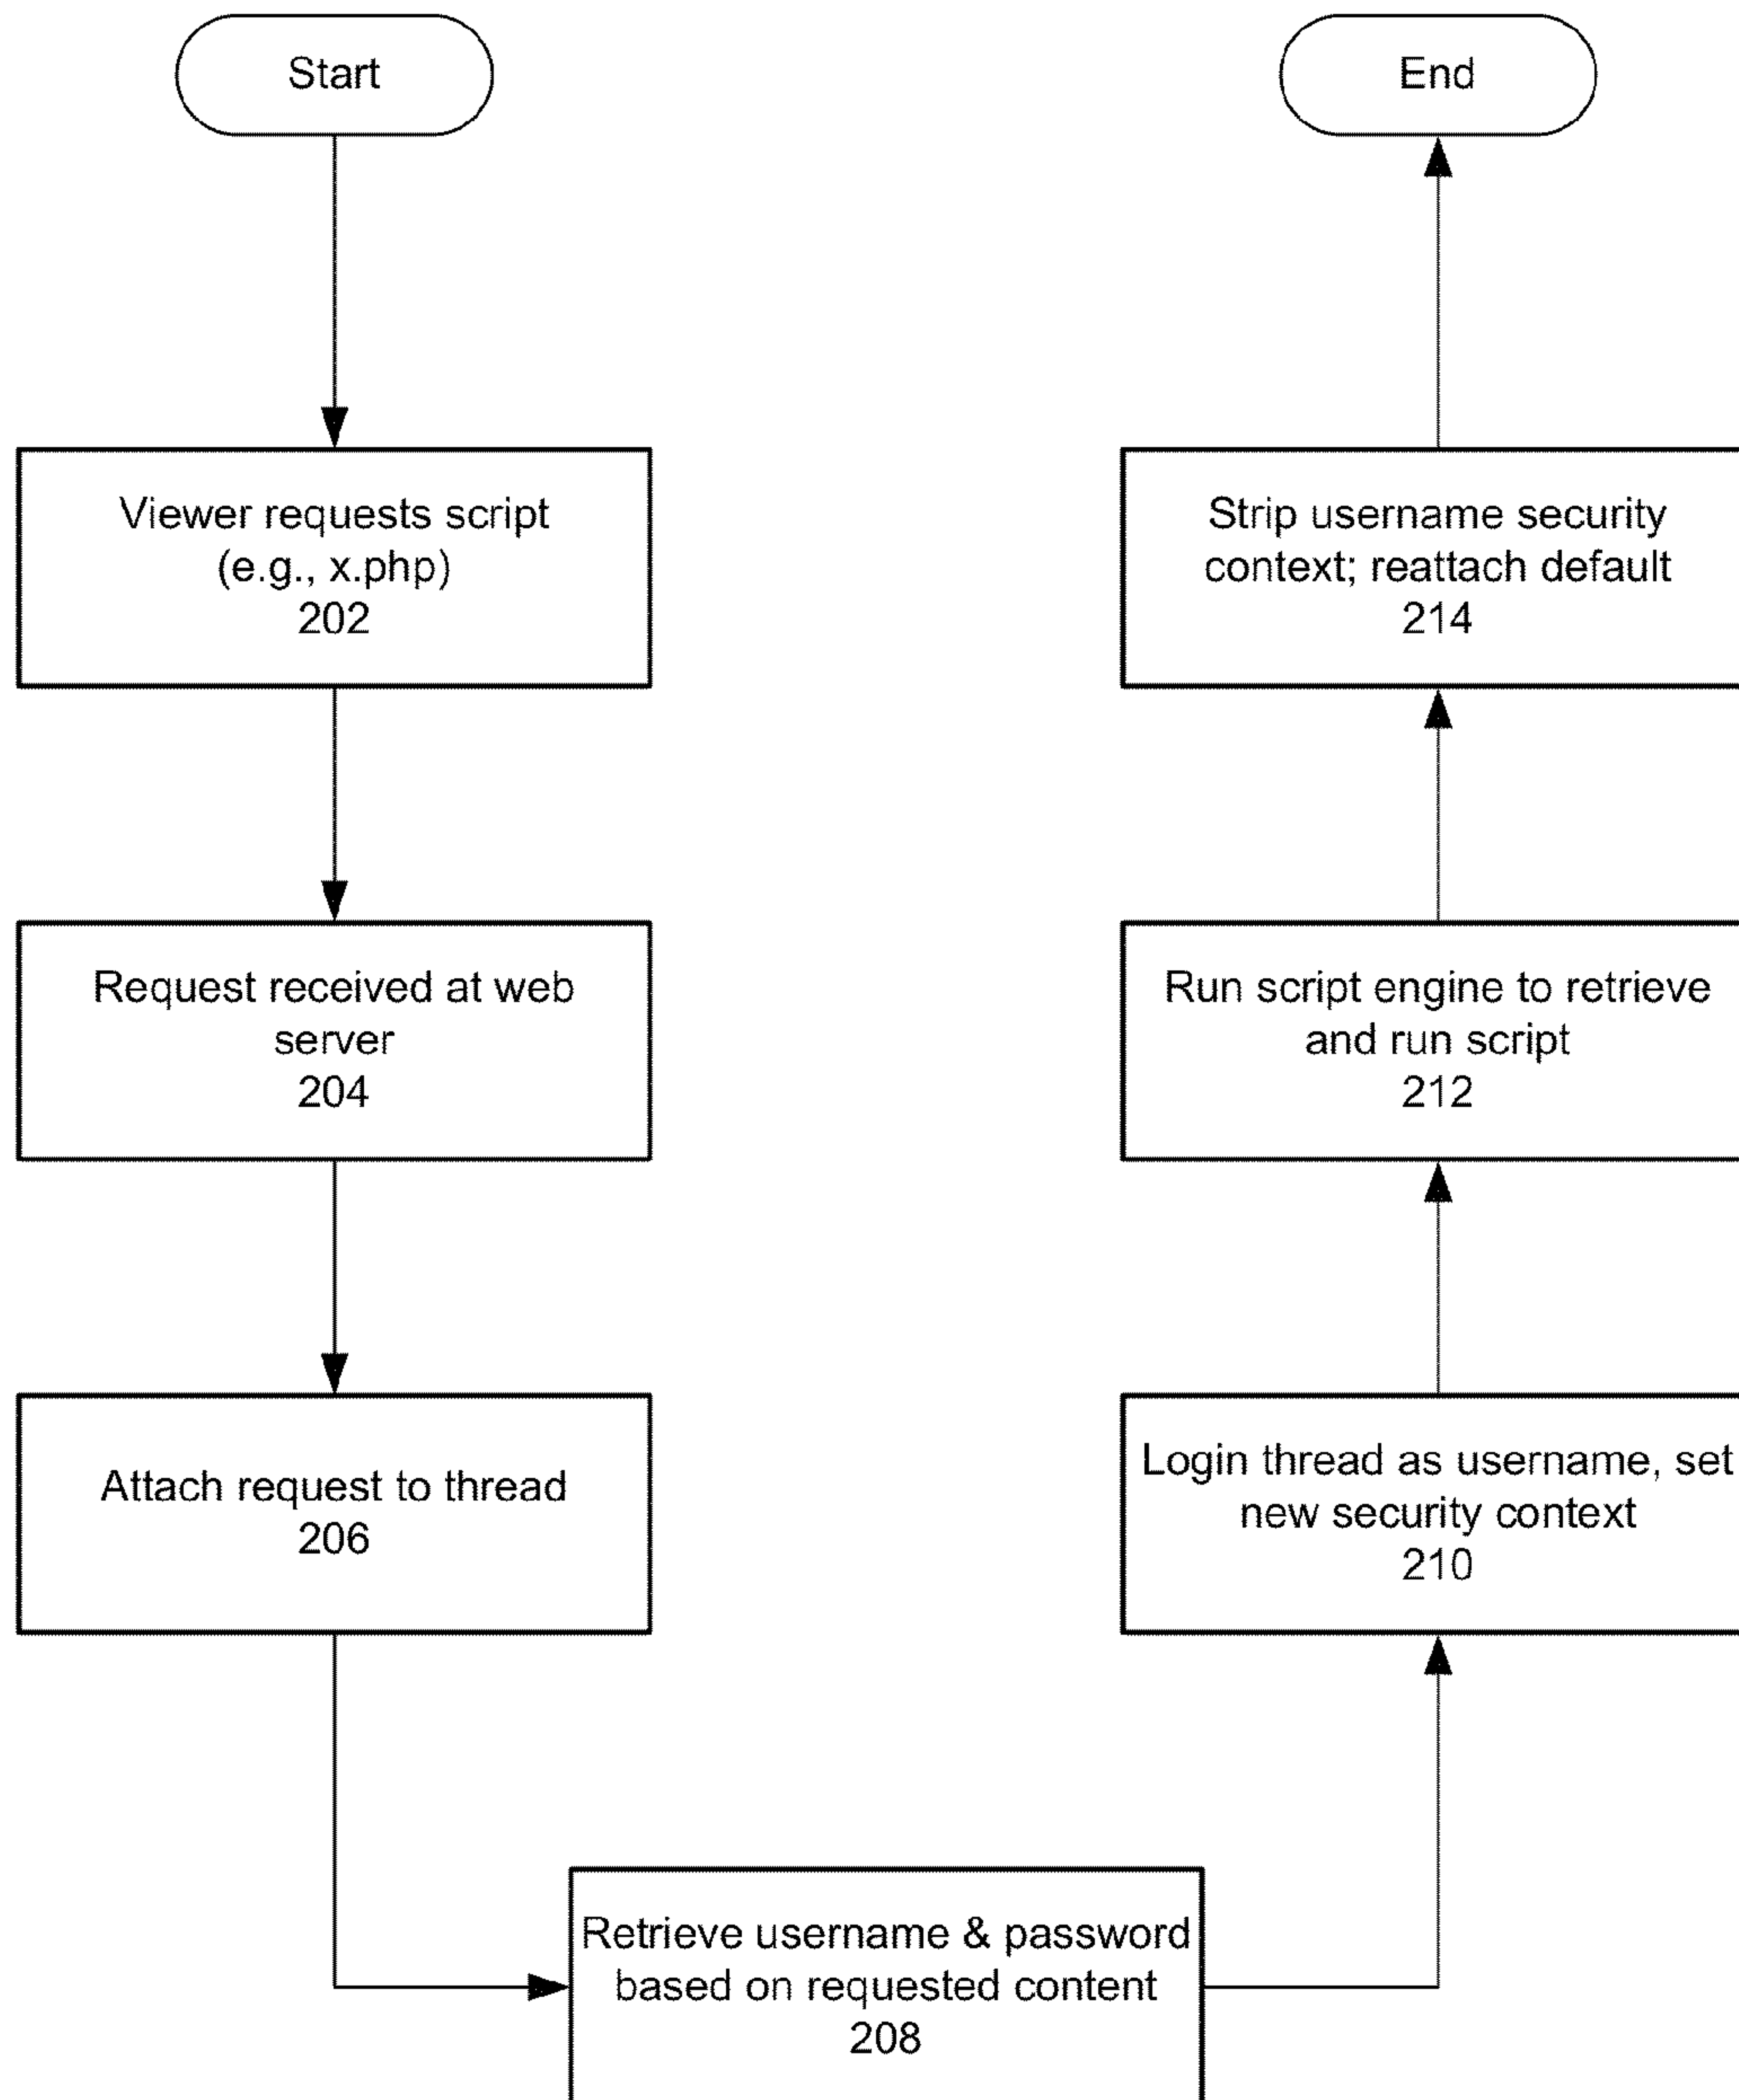 Start
Viewer requests script
(e.g., x.php)
202
Request received at web
server
204
Attach request to thread
206
Retrieve username & password
based on requested content
208
Login thread as username, set
new security context
210
Run script engine to retrieve
and run script
212
Strip username security
context; reattach default
214
End